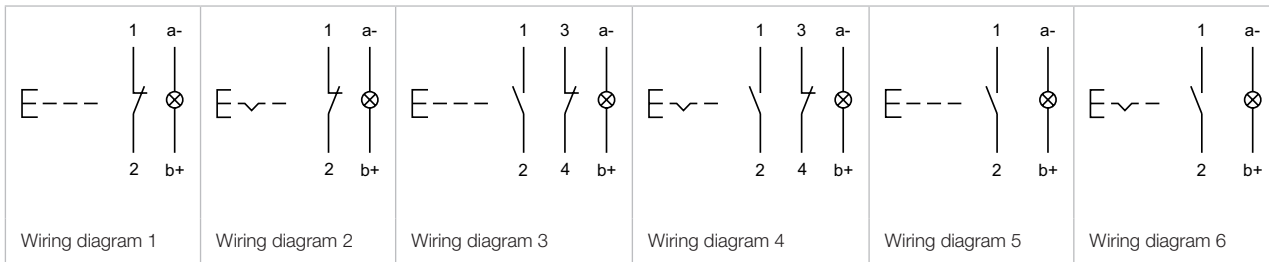 1 a- 1 a- 1 3 a- 1 3 a- 1 a- 1 a-
2 b+ 2 b+ 2 4 b+ 2 4 b+ 2 b+ 2 b+
Wiring diagram 1 Wiring diagram 2 Wiring diagram 3 Wiring diagram 4 Wiring diagram 5 Wiring diagram 6